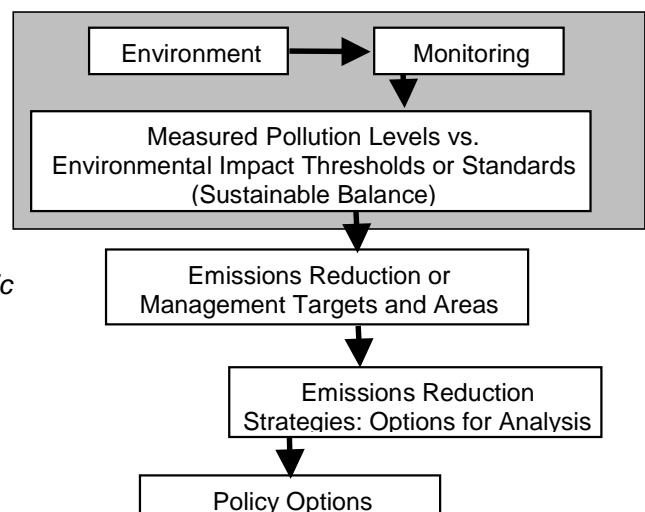 Environment
Monitoring
Measured Pollution Levels vs.
Environmental Impact Thresholds or Standards
(Sustainable Balance)
Emissions Reduction or
Management Targets and Areas
Emissions Reduction
Strategies: Options for Analysis
Policy Options